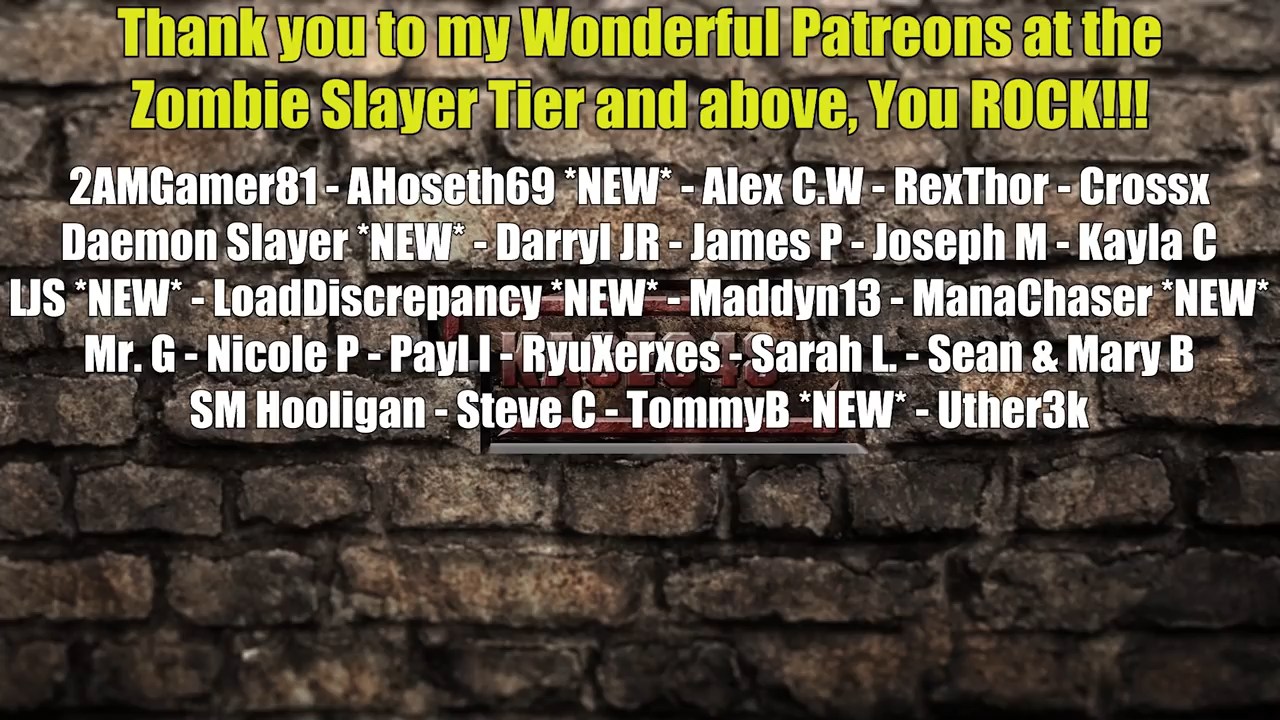 Thank you to my Wonderful Patreons at the
Zombie Slayer Tier and above, You ROCK!!!
2AMGamer81 - AHoseth69 *NEW* - Alex C.W - RexThor - Crossx
Daemon Slayer *NEW* - Darryl JR - James P - Joseph M - Kayla C
LJS *NEW* - LoadDiscrepancy *NEW* - Maddyn13 - ManaChaser *NEW*
Mr. G - Nicole P - Payl I - RyuXerxes - Sarah L. - Sean & Mary B
SM Hooligan - Steve C - TommyB *NEW* - Uther3k